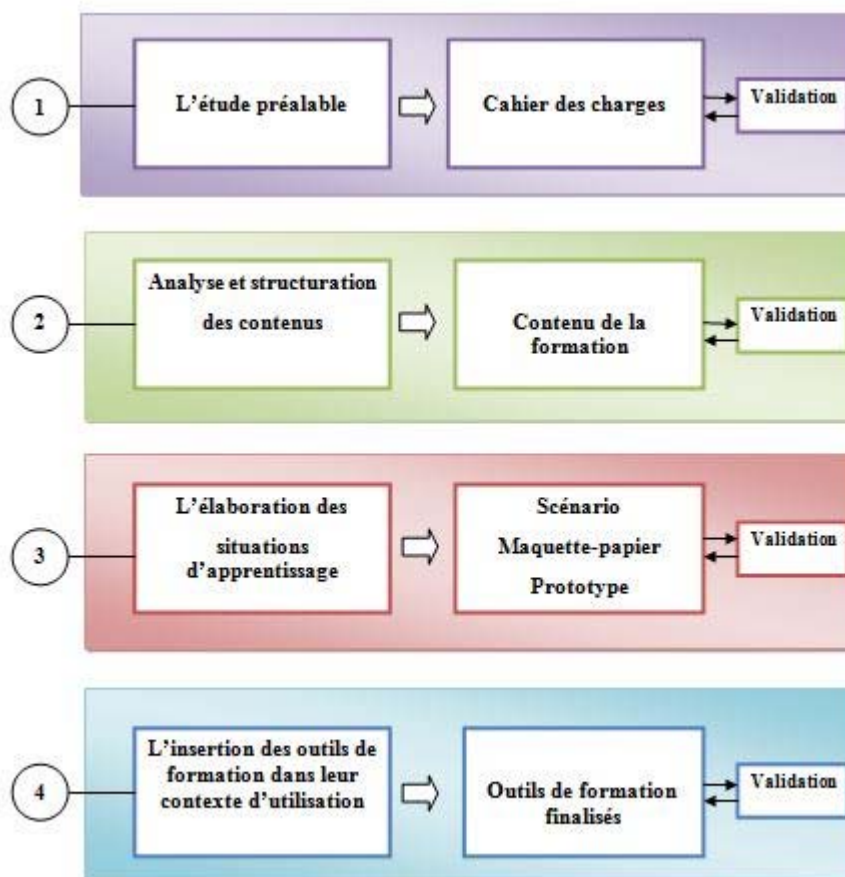 1
L'étude préalable
Cahier des charges
Validation
2
Analyse et structuration
des contenus
Contenu de la
formation
Validation
3
L'élaboration des
situations
d'apprentissage
Scénario
Maquette-papier
Prototype
Validation
4
L'insertion des outils de
formation dans leur
contexte d'utilisation
Outils de formation
finalisés
Validation